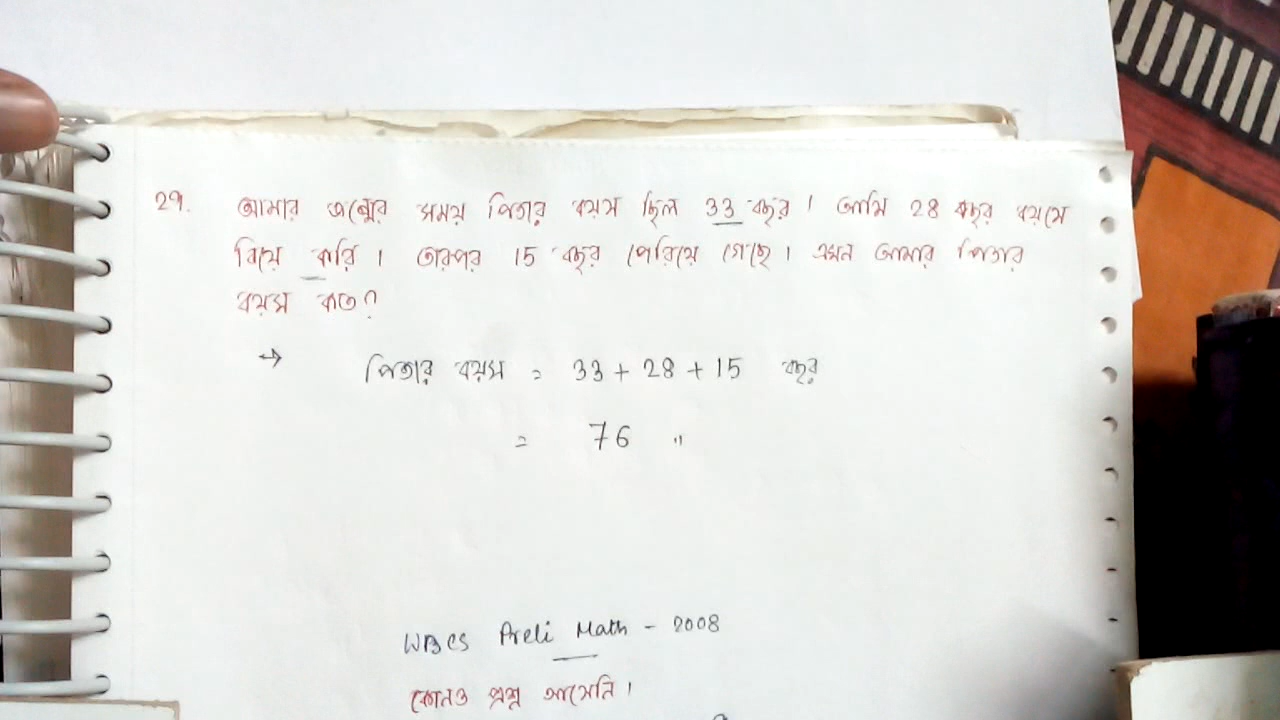 29. আমার জন্মের সময় পিতার বয়স ছিল 33 বছর। আমি 28 বছর বয়সে
বিয়ে করি। তারপর 15 বছর পেরিয়ে গেছে। এখন আমার পিতার
বয়স কত?
→ পিতার বয়স = 33 + 28 + 15 বছর
= 76 "
WBCS Preli Math - 2008
কোনও প্রশ্ন আসেনি।